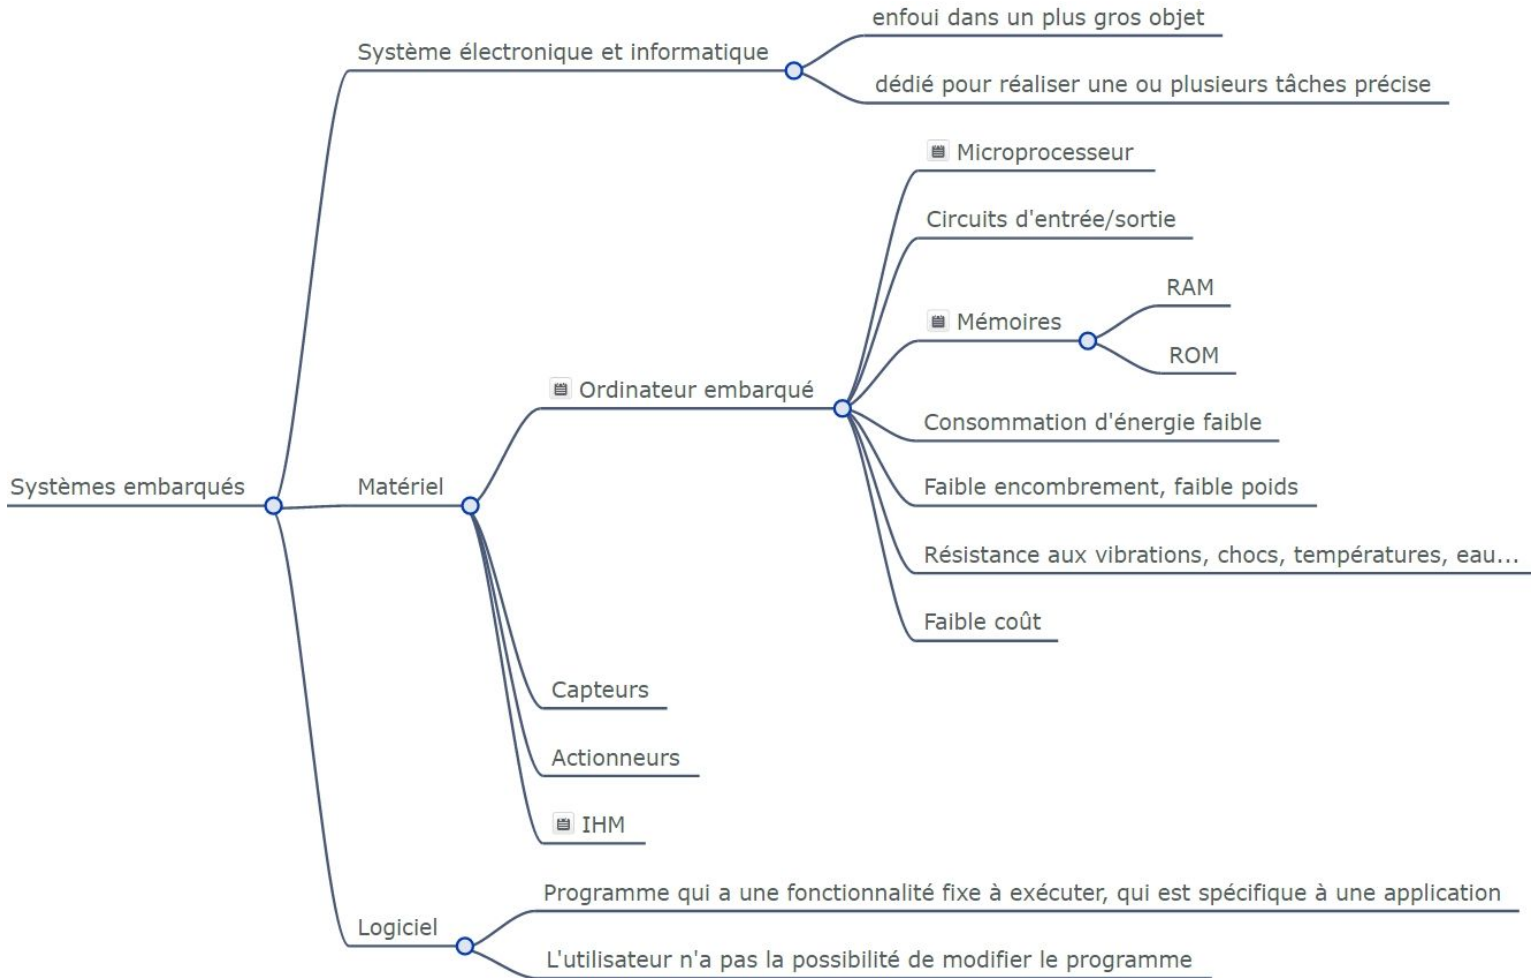 enfoui dans un plus gros objet
Système électronique et informatique
dédié pour réaliser une ou plusieurs tâches précise
Microprocesseur
Circuits d'entrée/sortie
RAM
Mémoires
ROM
Ordinateur embarqué
Consommation d'énergie faible
Systèmes embarqués
Matériel
Faible encombrement, faible poids
Résistance aux vibrations, chocs, températures, eau...
Faible coût
Capteurs
Actionneurs
IHM
Programme qui a une fonctionnalité fixe à exécuter, qui est spécifique à une application
Logiciel
L'utilisateur n'a pas la possibilité de modifier le programme